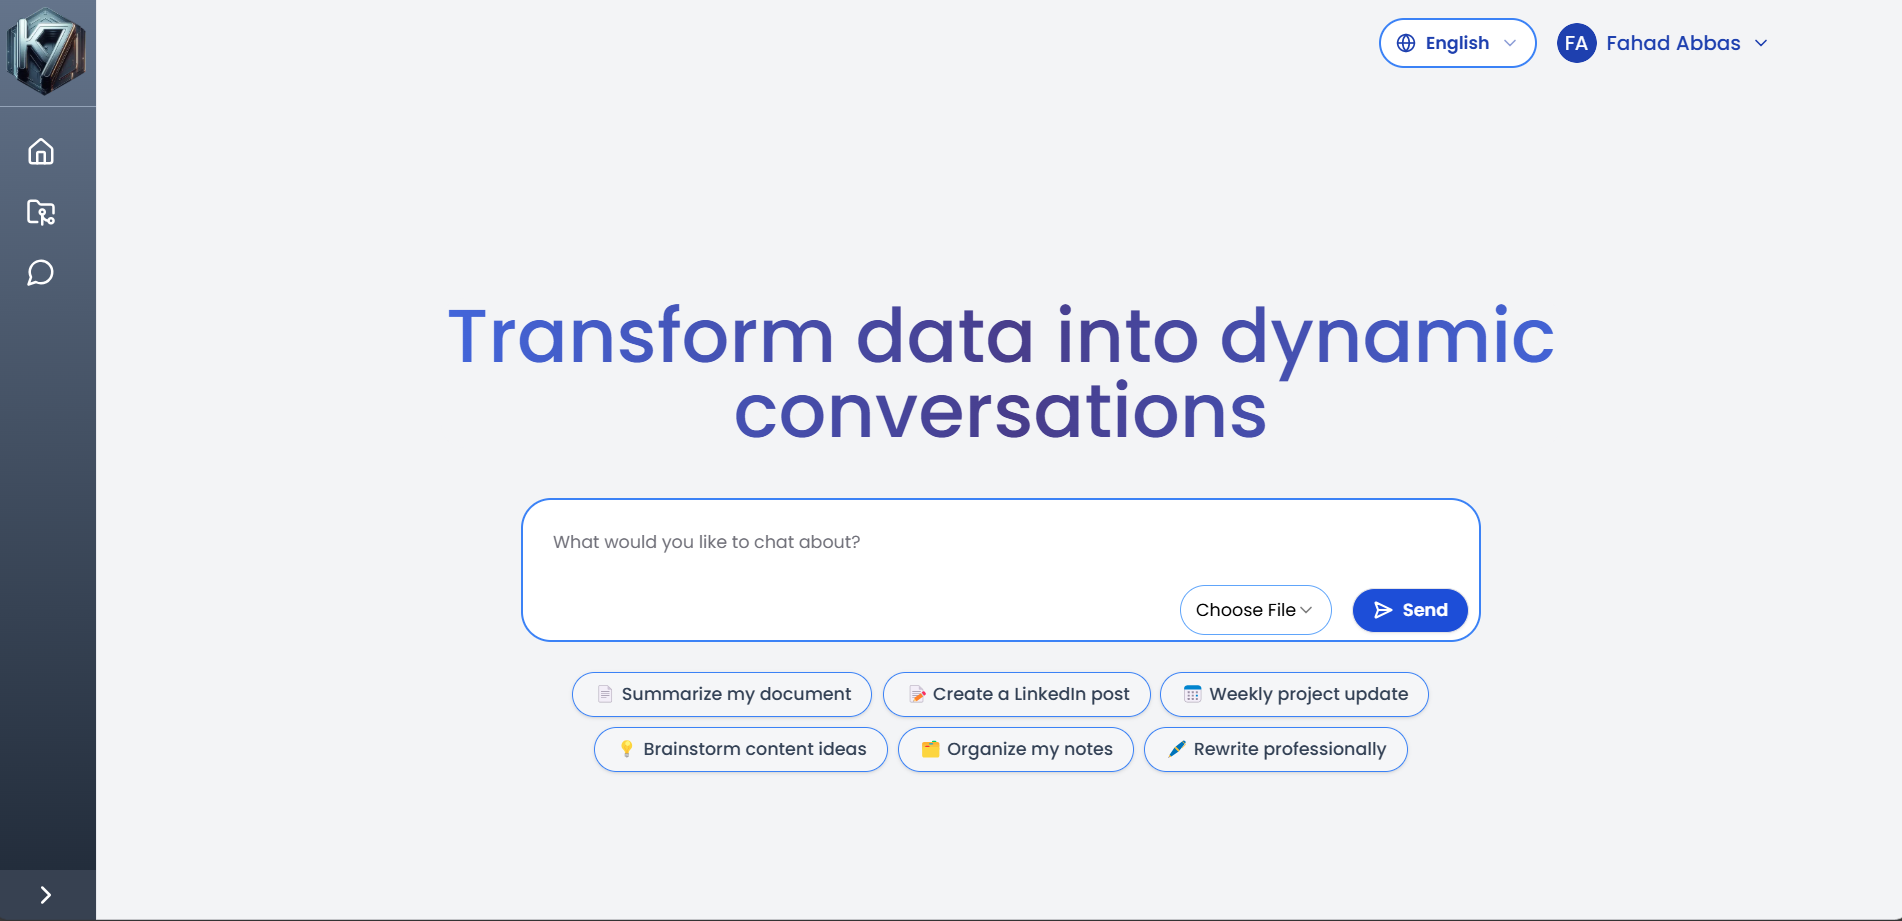 K7
English
FA Fahad Abbas
Transform data into dynamic
conversations
What would you like to chat about?
Choose File
Send
Summarize my document
Create a LinkedIn post
Weekly project update
Brainstorm content ideas
Organize my notes
Rewrite professionally